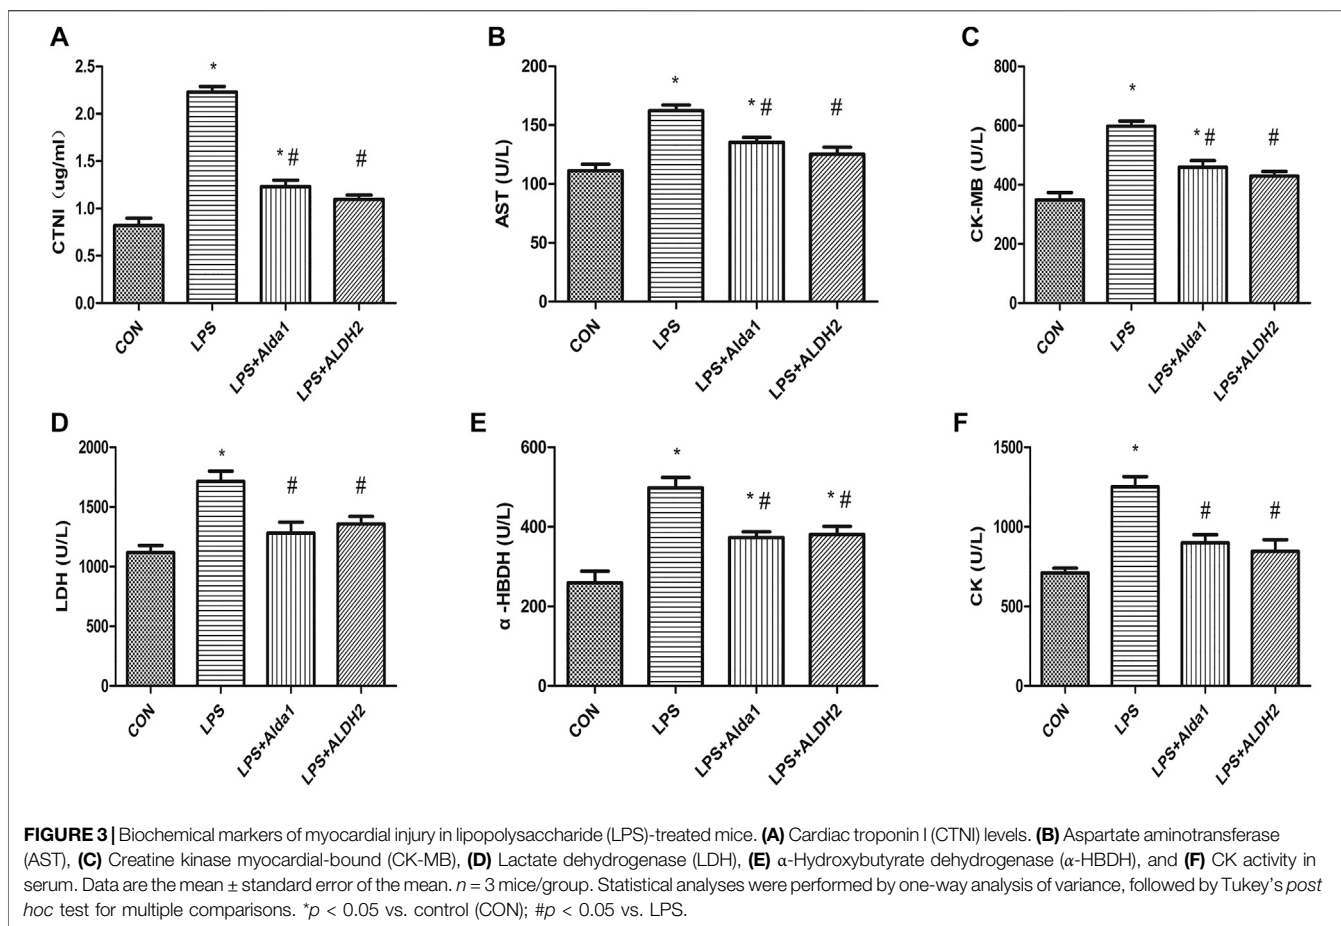 A
2.5
2.0
1.5
1.0
0.5
0.0
CTNI (ug/ml)
*
* #
#
CON
LPS
LPS+Alda1
LPS+ALDH2
B
200
150
100
50
0
AST (U/L)
*
* #
#
CON
LPS
LPS+Alda1
LPS+ALDH2
C
800
600
400
200
0
CK-MB (U/L)
*
* #
#
CON
LPS
LPS+Alda1
LPS+ALDH2
D
2000
1500
1000
500
0
LDH (U/L)
*
#
#
CON
LPS
LPS+Alda1
LPS+ALDH2
E
600
400
200
0
α -HBDH (U/L)
*
* #
* #
CON
LPS
LPS+Alda1
LPS+ALDH2
F
1500
1000
500
0
CK (U/L)
*
#
#
CON
LPS
LPS+Alda1
LPS+ALDH2
FIGURE 3 | Biochemical markers of myocardial injury in lipopolysaccharide (LPS)-treated mice. (A) Cardiac troponin I (CTNI) levels. (B) Aspartate aminotransferase
(AST), (C) Creatine kinase myocardial-bound (CK-MB), (D) Lactate dehydrogenase (LDH), (E) α-Hydroxybutyrate dehydrogenase (α-HBDH), and (F) CK activity in
serum. Data are the mean ± standard error of the mean. n = 3 mice/group. Statistical analyses were performed by one-way analysis of variance, followed by Tukey's post
hoc test for multiple comparisons. *p < 0.05 vs. control (CON); #p < 0.05 vs. LPS.